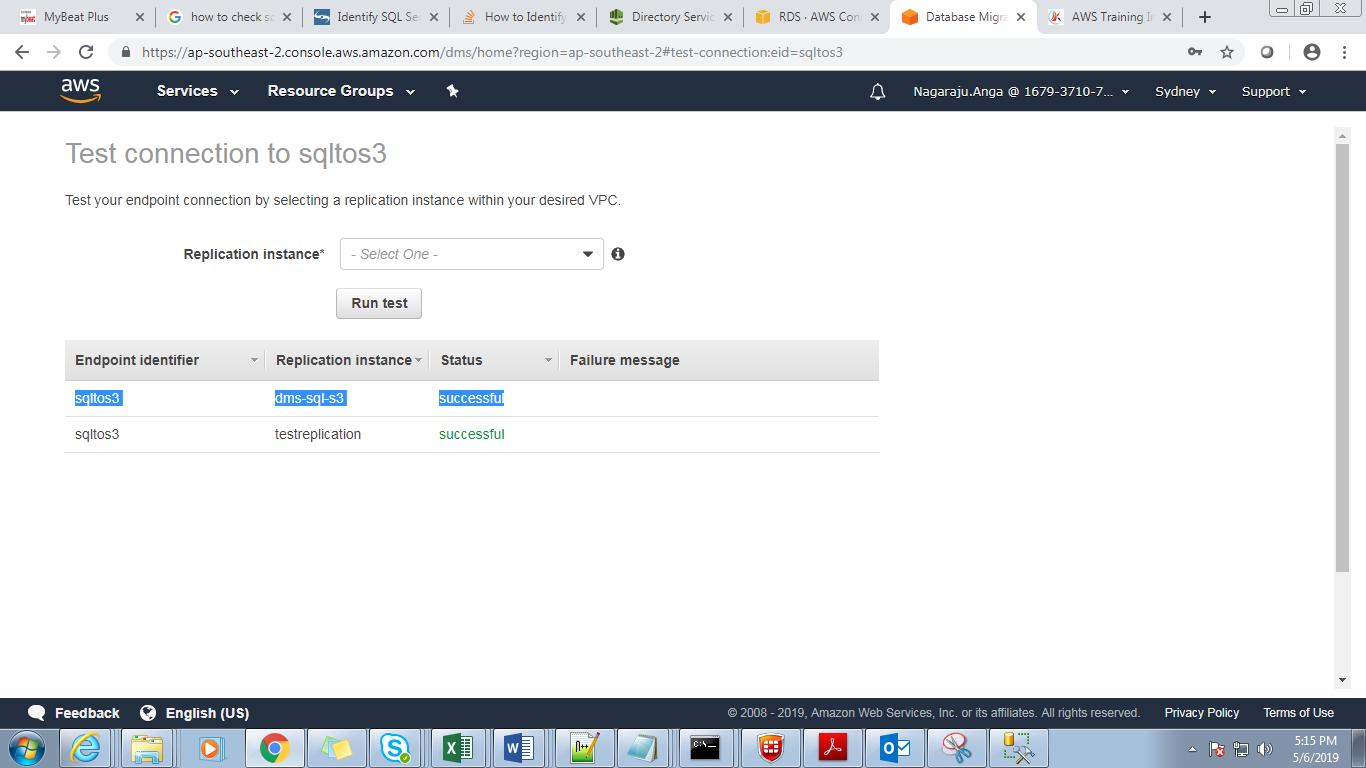 MyBeat Plus
how to check sc
Identify SQL Se
How to Identify
Directory Servic
RDS · AWS Con
Database Migra
AWS Training In
https://ap-southeast-2.console.aws.amazon.com/dms/home?region=ap-southeast-2#test-connection:eid=sqltos3
aws Services Resource Groups Nagaraju.Anga @ 1679-3710-7... Sydney Support
Test connection to sqltos3
Test your endpoint connection by selecting a replication instance within your desired VPC.
Replication instance* - Select One -
Run test
Endpoint identifier Replication instance Status Failure message
sqltos3 dms-sql-s3 successful
sqltos3 testreplication successful
Feedback English (US) © 2008 - 2019, Amazon Web Services, Inc. or its affiliates. All rights reserved. Privacy Policy Terms of Use
5:15 PM
5/6/2019